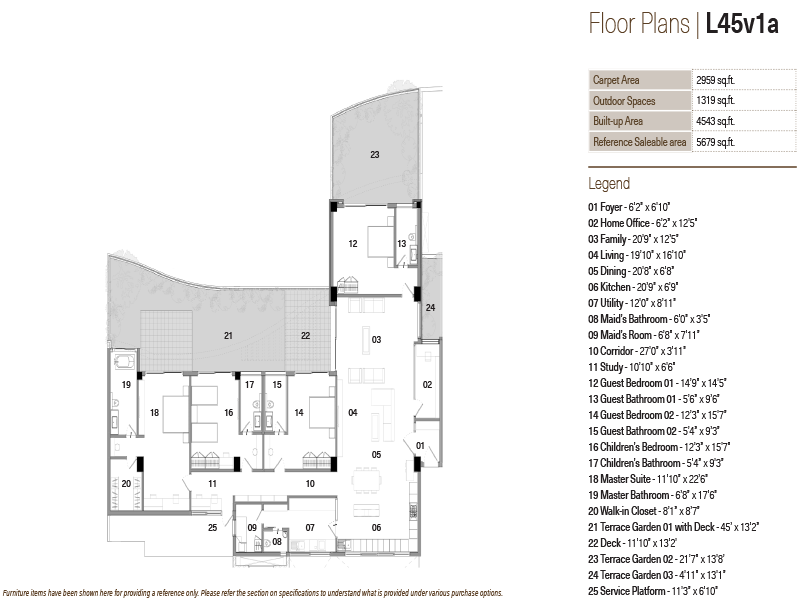 Floor Plans | L45v1a
Carpet Area 2959 sq.ft.
Outdoor Spaces 1319 sq.ft.
Built-up Area 4543 sq.ft.
Reference Saleable area 5679 sq.ft.
Legend
01 Foyer - 6'2" x 6'10"
02 Home Office - 6'2" x 12'5"
03 Family - 20'9" x 12'5"
04 Living - 19'10" x 16'10"
05 Dining - 20'8" x 6'8"
06 Kitchen - 20'9" x 6'9"
07 Utility - 12'0" x 8'11"
08 Maid's Bathroom - 6'0" x 3'5"
09 Maid's Room - 6'8" x 7'11"
10 Corridor - 27'0" x 3'11"
11 Study - 10'10" x 6'6"
12 Guest Bedroom 01 - 14'9" x 14'5"
13 Guest Bathroom 01 - 5'6" x 9'6"
14 Guest Bedroom 02 - 12'3" x 15'7"
15 Guest Bathroom 02 - 5'4" x 9'3"
16 Children's Bedroom - 12'3" x 15'7"
17 Children's Bathroom - 5'4" x 9'3"
18 Master Suite - 11'10" x 22'6"
19 Master Bathroom - 6'8" x 17'6"
20 Walk-in Closet - 8'1" x 8'7"
21 Terrace Garden 01 with Deck - 45' x 13'2"
22 Deck - 11'10" x 13'2'
23 Terrace Garden 02 - 21'7" x 13'8'
24 Terrace Garden 03 - 4'11" x 13'1"
25 Service Platform - 11'3" x 6'10"
23
12
13
24
21
22
03
19
18
16
17
15
14
04
02
01
05
20
11
10
25
09
08
07
06
Furniture items have been shown here for providing a reference only. Please refer the section on specifications to understand what is provided under various purchase options.